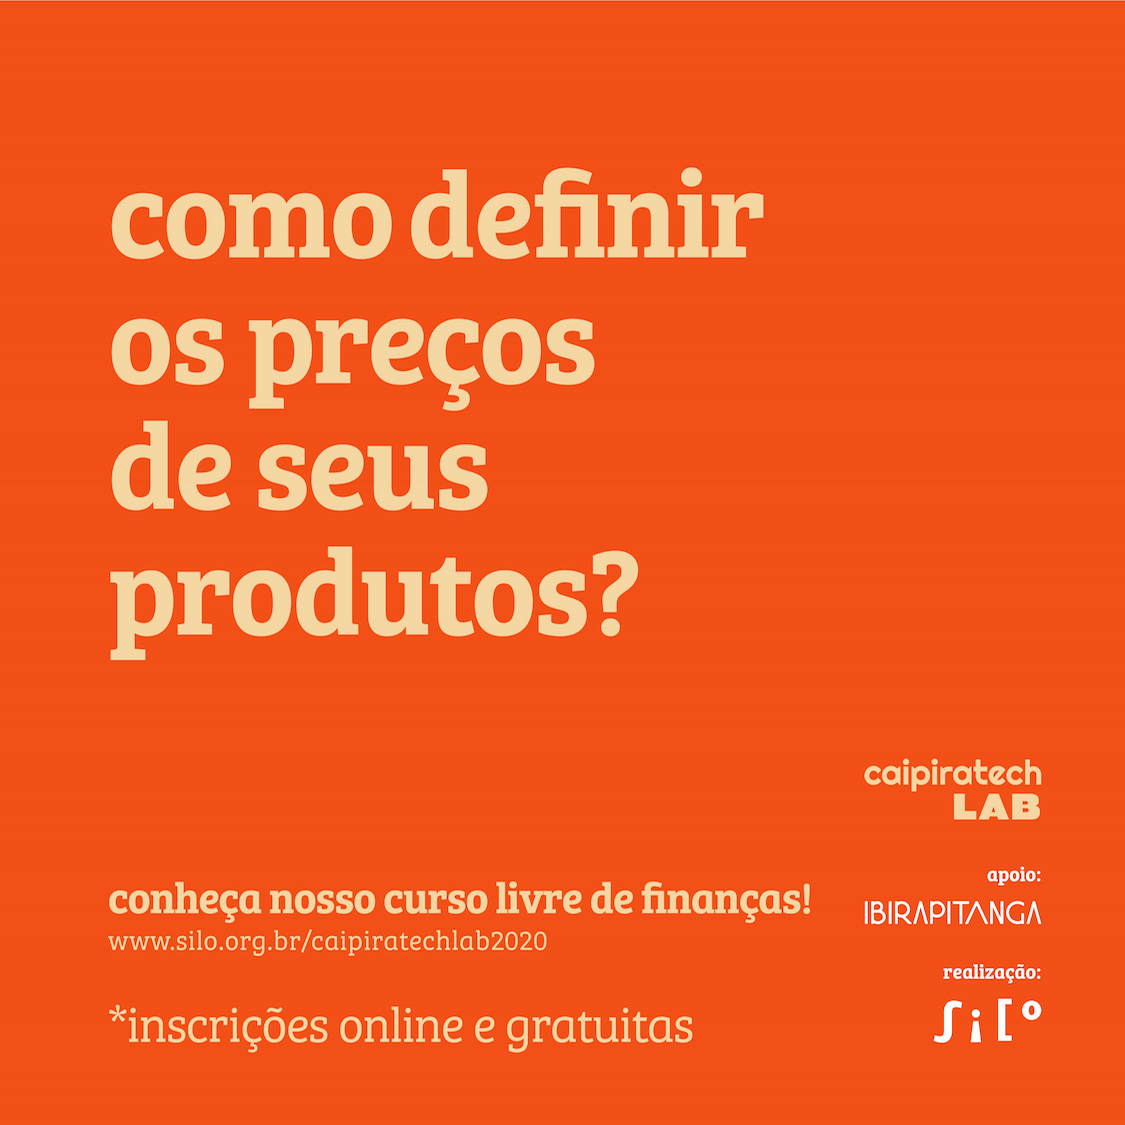 como definir
os preços
de seus
produtos?
caipiratech
LAB
apoio:
IBIRAPITANGA
realização:
silo
conheça nosso curso livre de finanças!
www.silo.org.br/caipiratechlab2020
*inscrições online e gratuitas